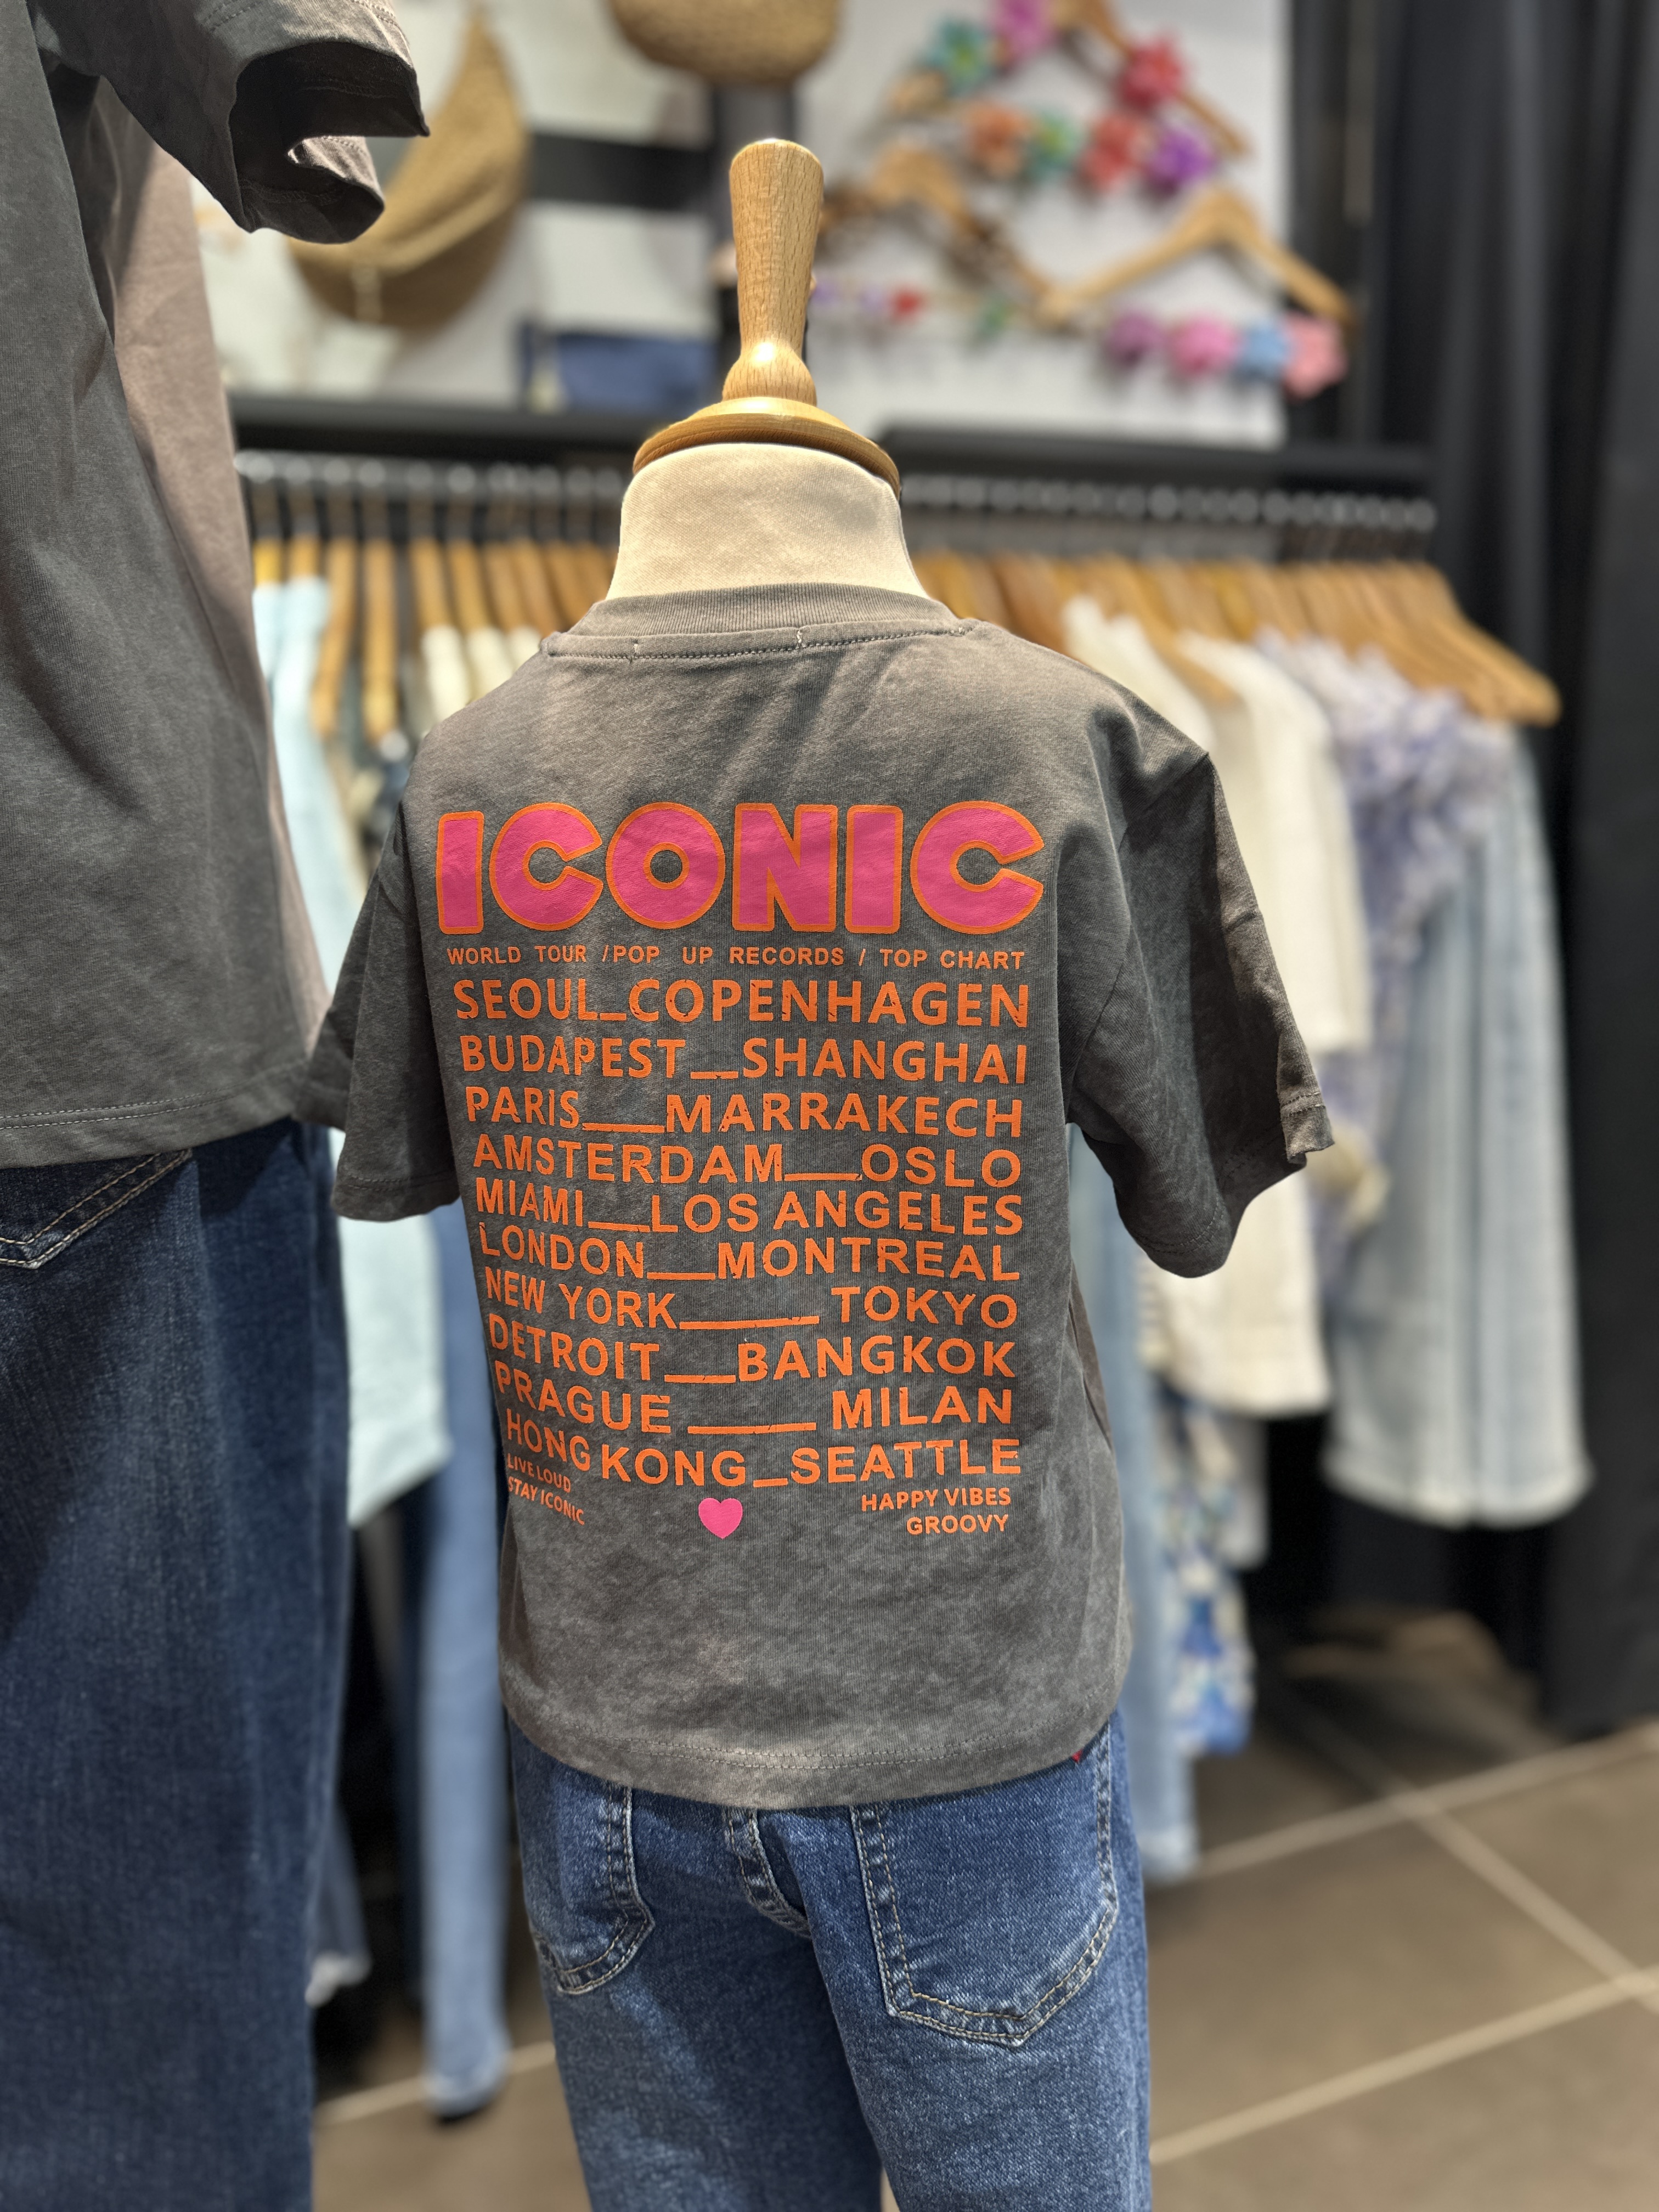 ICONIC
WORLD TOUR /POP UP RECORDS / TOP CHART
SEOUL_COPENHAGEN
BUDAPEST__SHANGHAI
PARIS___MARRAKECH
AMSTERDAM___OSLO
MIAMI__LOS ANGELES
LONDON___MONTREAL
NEW YORK_____ TOKYO
DETROIT___BANGKOK
PRAGUE _____ MILAN
HONG KONG_SEATTLE
LIVE LOUD
STAY ICONIC
HAPPY VIBES
GROOVY